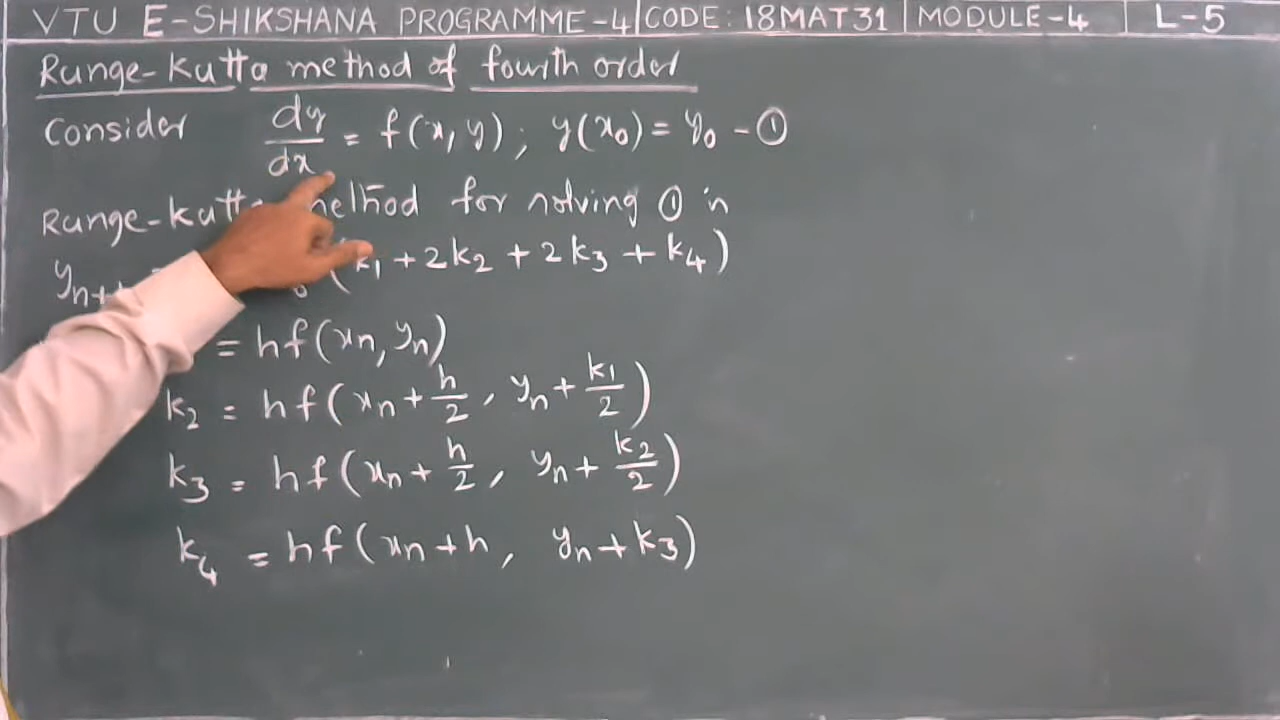 VTU E-SHIKSHANA PROGRAMME-4 | CODE: 18MAT31 | MODULE-4 | L-5
Runge-Kutta method of fourth order
Consider dy/dx = f(x, y) ; y(x₀) = y₀ - ①
Runge-Kutta method for solving ① is
yₙ₊ (k₁ + 2k₂ + 2k₃ + k₄)
= hf(xₙ, yₙ)
k₂ = hf(xₙ + h/2, yₙ + k₁/2)
k₃ = hf(xₙ + h/2, yₙ + k₂/2)
k₄ = hf(xₙ + h, yₙ + k₃)